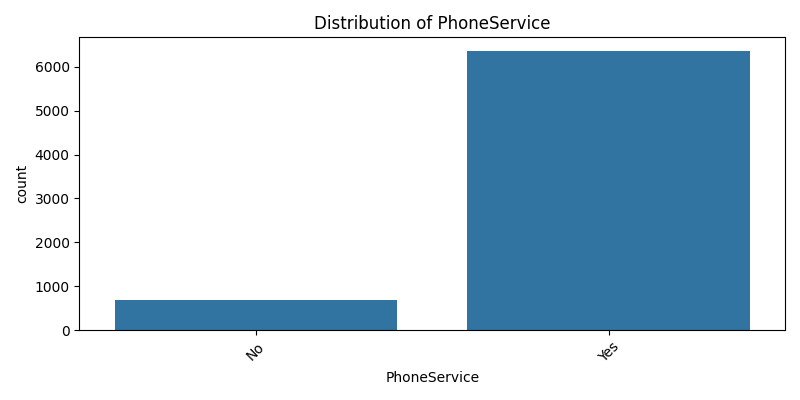 Distribution of PhoneService
count
6000
5000
4000
3000
2000
1000
0
No
Yes
PhoneService